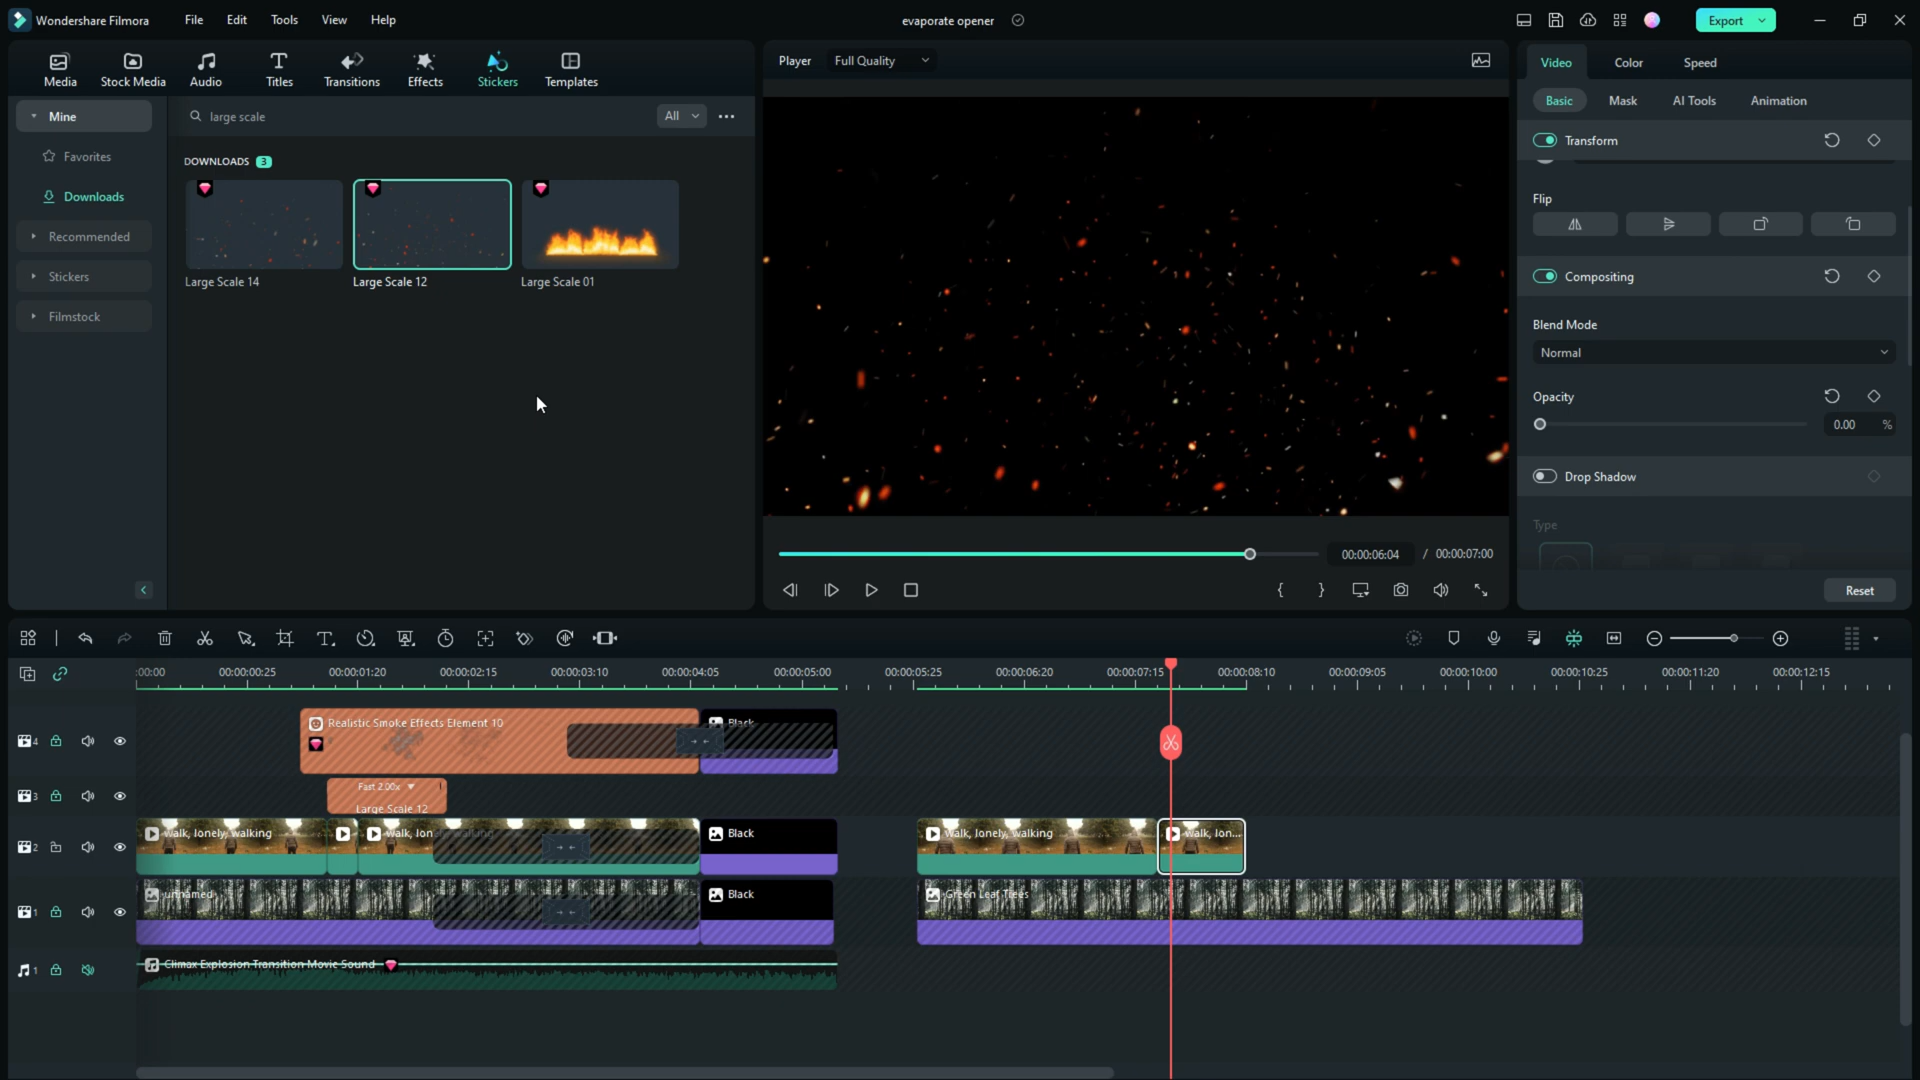 Wondershare Filmora
File
Edit
Tools
View
Help
evaporate opener
Export
Media
Stock Media
Audio
Titles
Transitions
Effects
Stickers
Templates
Player
Full Quality
Video
Color
Speed
Mine
large scale
All
Basic
Mask
AI Tools
Animation
Transform
Favorites
DOWNLOADS 3
Downloads
Flip
Recommended
Stickers
Filmstock
Large Scale 14
Large Scale 12
Large Scale 01
Compositing
Blend Mode
Normal
Opacity
0.00 %
Drop Shadow
Type
00:00:06:04 / 00:00:07:00
Reset
:00:00
00:00:00:25
00:00:01:20
00:00:02:15
00:00:03:10
00:00:04:05
00:00:05:00
00:00:05:25
00:00:06:20
00:00:07:15
00:00:08:10
00:00:09:05
00:00:10:00
00:00:10:25
00:00:11:20
00:00:12:15
Realistic Smoke Effects Element 10
Black
4
Fast 2.00x
3
Large Scale 12
walk, lonely, walking
walk, lonely, walking
Black
walk, lonely, walking
walk, lon...
2
unnamed
Black
Green Leaf Trees
1
Climax Explosion Transition Movie Sound
1